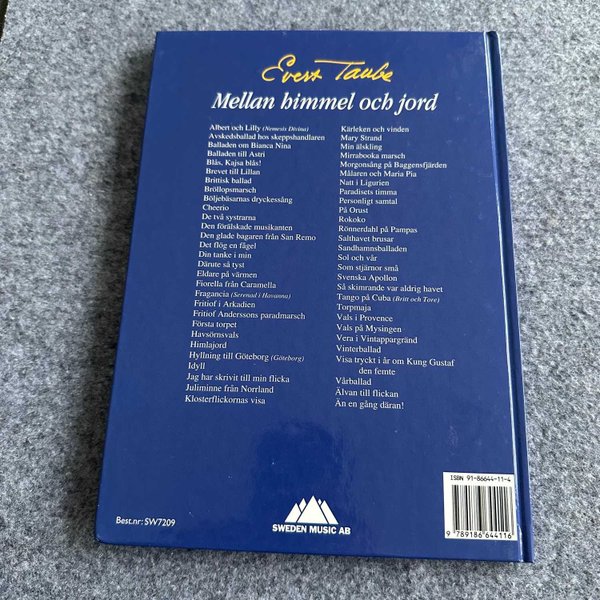 Evert Taube
Mellan himmel och jord
Albert och Lilly (Nemesis Divina)
Avskedsballad hos skeppshandlaren
Balladen om Bianca Nina
Balladen till Astri
Blås, Kajsa blås!
Brevet till Lillan
Brittisk ballad
Bröllopsmarsch
Böljebäsarnas dryckessång
Cheerio
De två systrarna
Den förälskade musikanten
Den glade bagaren från San Remo
Det flög en fågel
Din tanke i min
Därute så tyst
Eldare på värmen
Fiorella från Caramella
Fragancia (Serenad i Havanna)
Fritiof i Arkadien
Fritiof Anderssons paradmarsch
Första torpet
Havsörnsvals
Himlajord
Hyllning till Göteborg (Göteborg)
Idyll
Jag har skrivit till min flicka
Juliminne från Norrland
Klosterflickornas visa
Kärleken och vinden
Mary Strand
Min älskling
Mirrabooka marsch
Morgonsång på Baggensfjärden
Målaren och Maria Pia
Natt i Ligurien
Paradisets timma
Personligt samtal
På Orust
Rokoko
Rönnerdahl på Pampas
Salthavet brusar
Sandhamnsballaden
Sol och vår
Som stjärnor små
Svenska Apollon
Så skimrande var aldrig havet
Tango på Cuba (Britt och Tore)
Torpmaja
Vals i Provence
Vals på Mysingen
Vera i Vintappargränd
Vinterballad
Visa tryckt i år om Kung Gustaf
den femte
Vårballad
Älvan till flickan
Än en gång däran!
Best.nr: SW7209
SWEDEN MUSIC AB
ISBN 91-86644-11-4
9 789186 644116